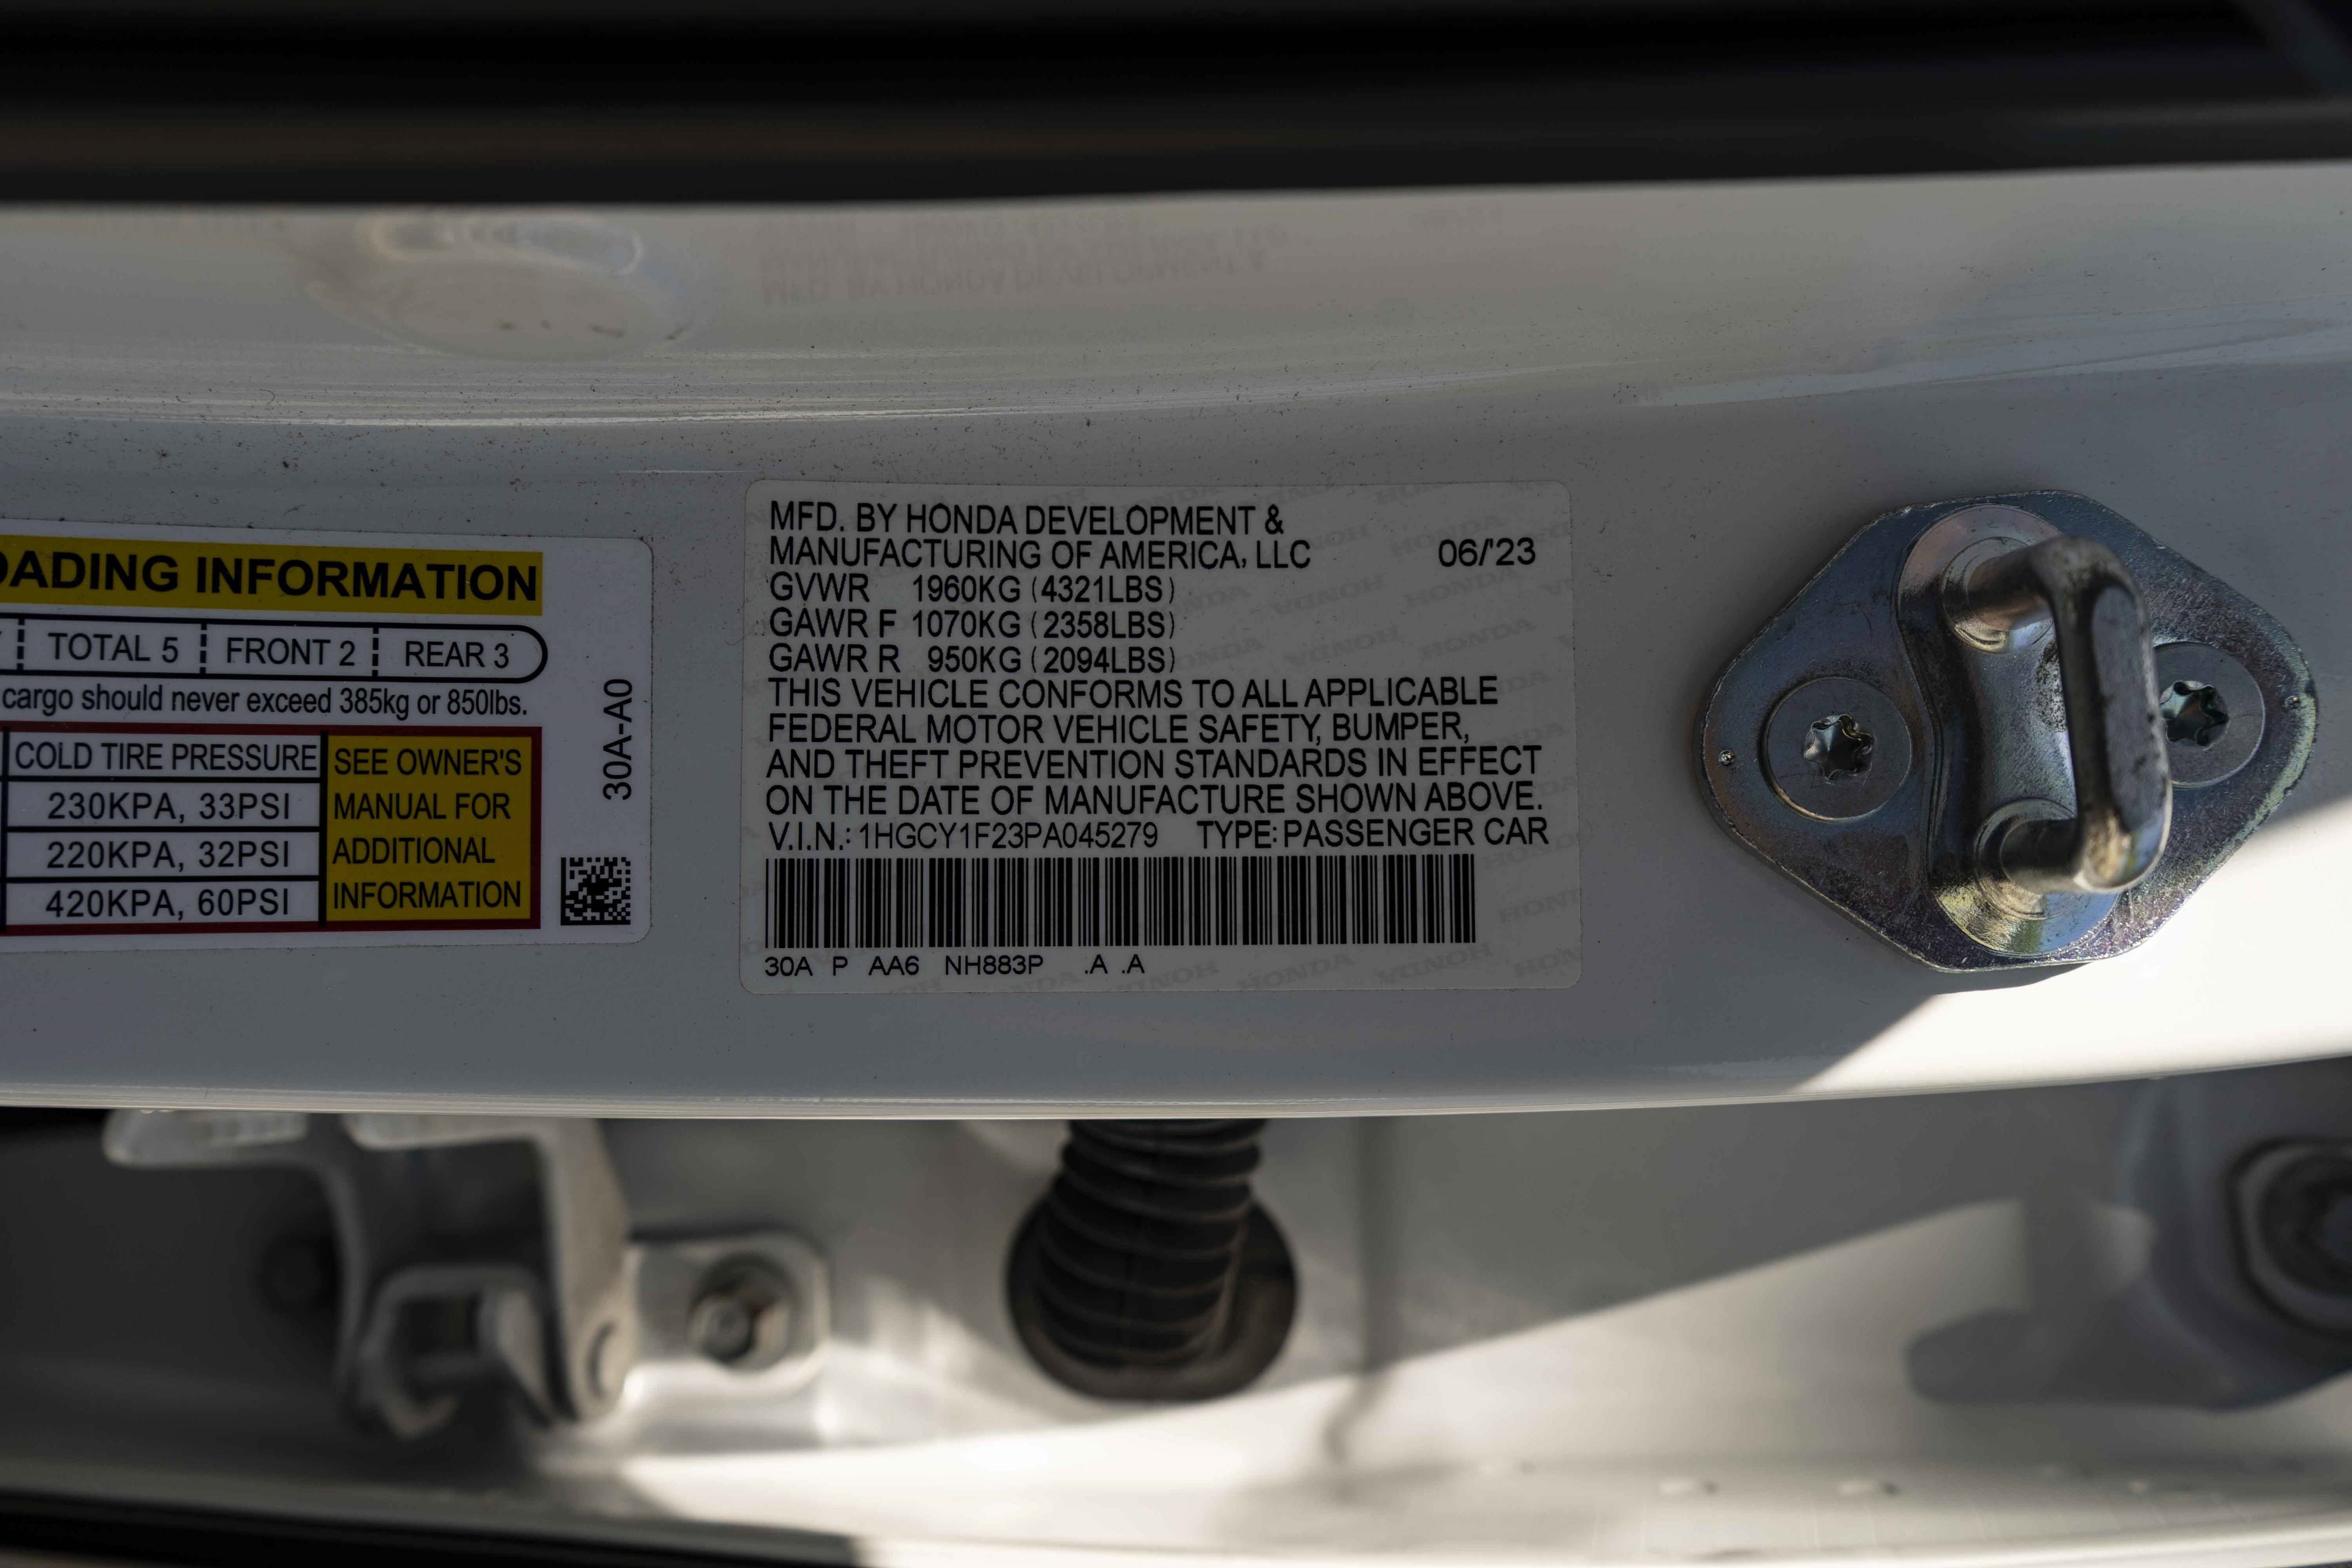 OADING INFORMATION
TOTAL 5 FRONT 2 REAR 3
cargo should never exceed 385kg or 850lbs.
COLD TIRE PRESSURE
230KPA, 33PSI
220KPA, 32PSI
420KPA, 60PSI
SEE OWNER'S
MANUAL FOR
ADDITIONAL
INFORMATION
30A-A0
MFD. BY HONDA DEVELOPMENT &
MANUFACTURING OF AMERICA, LLC 06/'23
GVWR 1960KG (4321LBS)
GAWR F 1070KG (2358LBS)
GAWR R 950KG (2094LBS)
THIS VEHICLE CONFORMS TO ALL APPLICABLE
FEDERAL MOTOR VEHICLE SAFETY, BUMPER,
AND THEFT PREVENTION STANDARDS IN EFFECT
ON THE DATE OF MANUFACTURE SHOWN ABOVE.
V.I.N.: 1HGCY1F23PA045279 TYPE: PASSENGER CAR
30A P AA6 NH883P .A .A